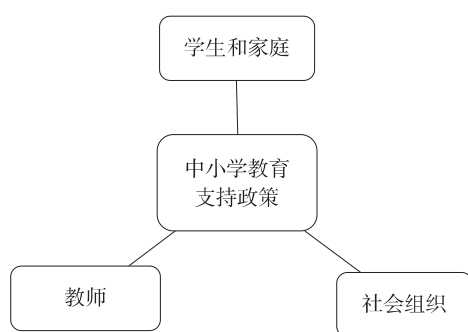 学生和家庭
中小学教育
支持政策
教师
社会组织